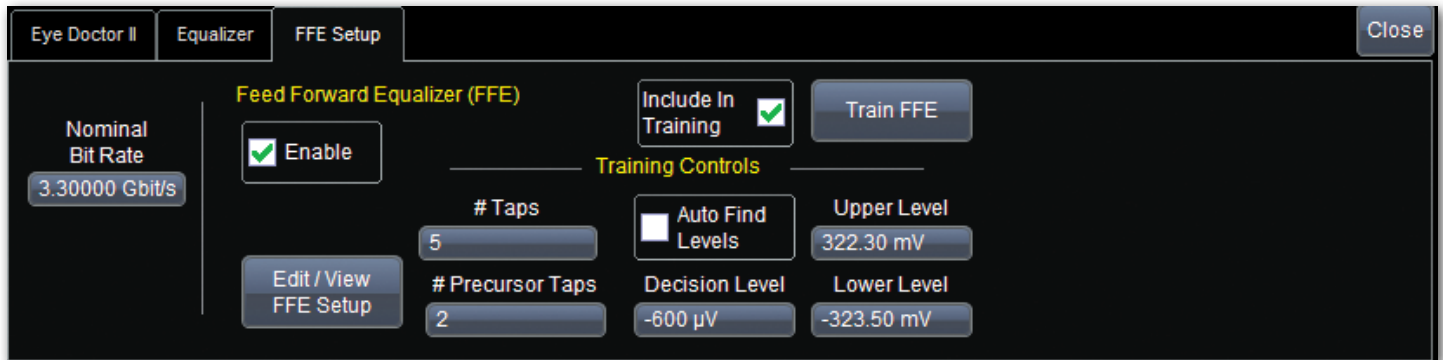 Eye Doctor II
Equalizer
FFE Setup
Close
Nominal
Bit Rate
3.30000 Gbit/s
Feed Forward Equalizer (FFE)
Enable
Include In
Training
Train FFE
Training Controls
# Taps
5
Auto Find
Levels
Upper Level
322.30 mV
Edit / View
FFE Setup
# Precursor Taps
2
Decision Level
-600 µV
Lower Level
-323.50 mV